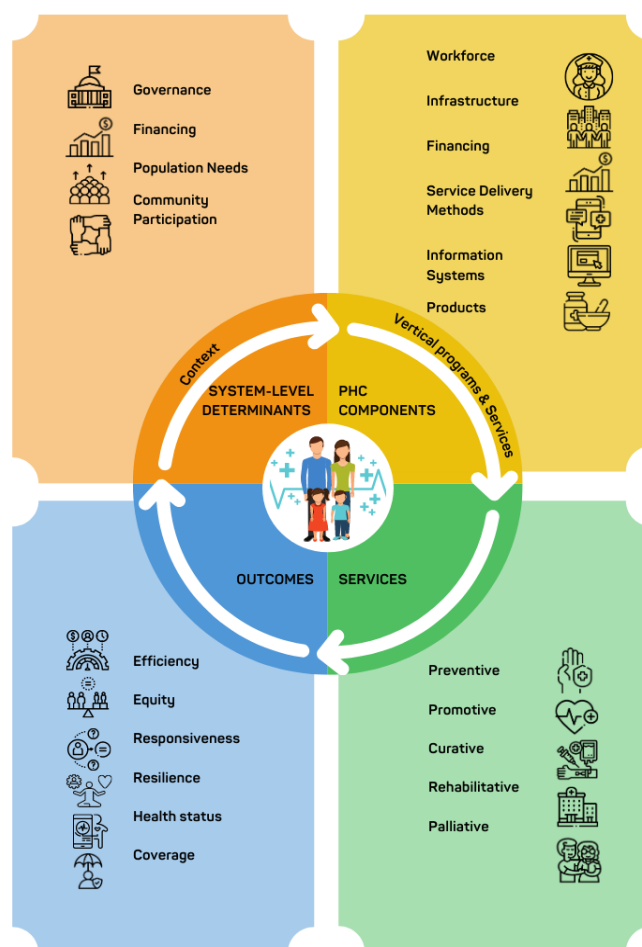 Governance
Financing
Population Needs
Community
Participation
Workforce
Infrastructure
Financing
Service Delivery
Methods
Information
Systems
Products
Context
Vertical programs & Services
SYSTEM-LEVEL
DETERMINANTS
PHC
COMPONENTS
OUTCOMES
SERVICES
Efficiency
Equity
Responsiveness
Resilience
Health status
Coverage
Preventive
Promotive
Curative
Rehabilitative
Palliative